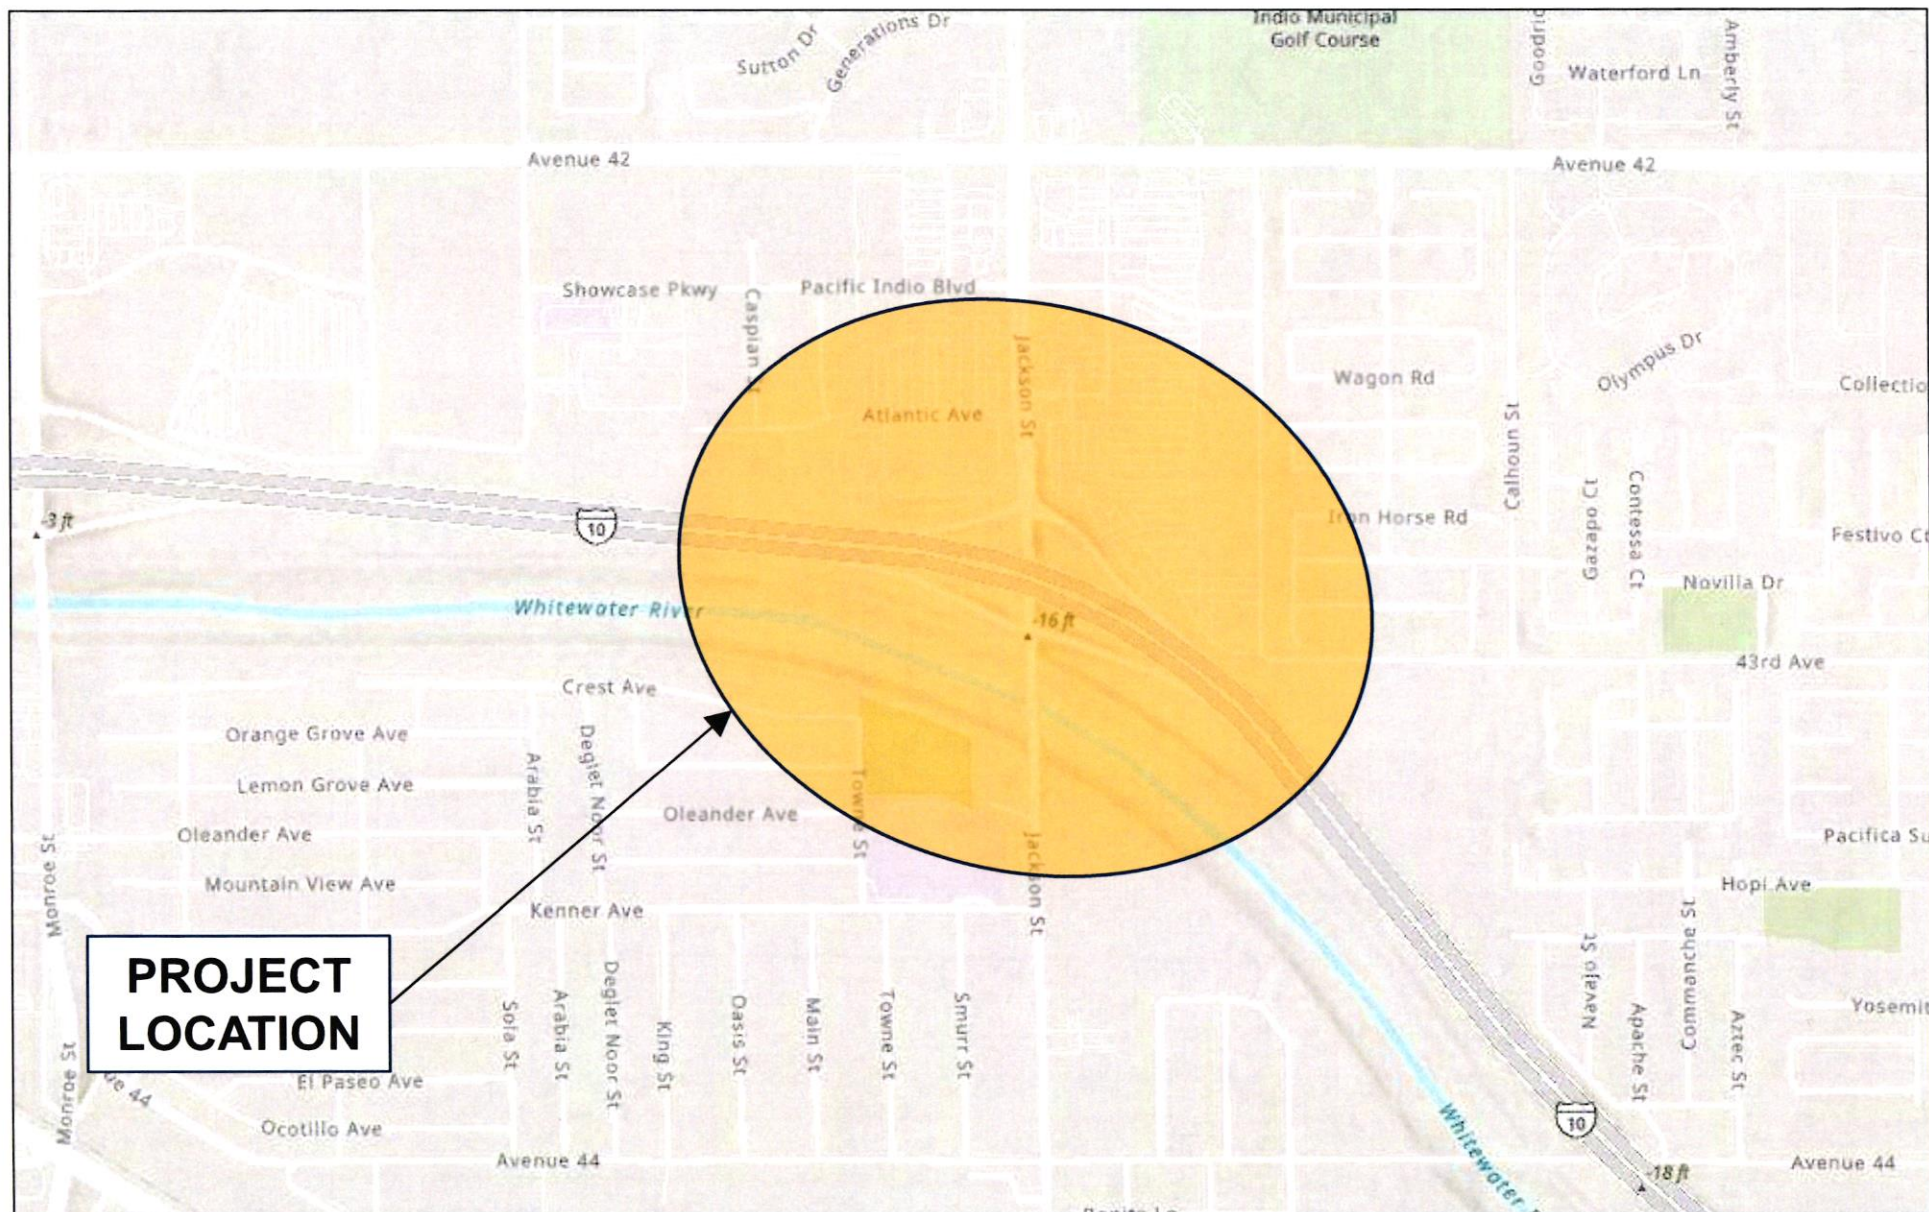 Indio Municipal
Golf Course
Sutton Dr
Generations Dr
Waterford Ln
Amberly St
Avenue 42
Avenue 42
Showcase Pkwy
Caspian St
Pacific Indio Blvd
Jackson St
Atlantic Ave
Wagon Rd
Olympus Dr
Calhoun St
Iron Horse Rd
Gazapo Ct
Contessa Ct
Festivo
Novilla Dr
-3 ft
10
Whitewater River
-16 ft
43rd Ave
Crest Ave
Orange Grove Ave
Lemon Grove Ave
Oleander Ave
Mountain View Ave
Arabia St
Deglet Noor St
Oleander Ave
Towne St
Jackson St
Kenner Ave
Monroe St
Pacifica
Hopi Ave
PROJECT
LOCATION
Sola St
Arabia St
Deglet Noor St
King St
Oasis St
Main St
Towne St
Smurr St
Navajo St
Apache St
Commanche St
Aztec St
Monroe St
44
El Paseo Ave
Ocotillo Ave
Avenue 44
Whitewater
10
-18 ft
Avenue 44